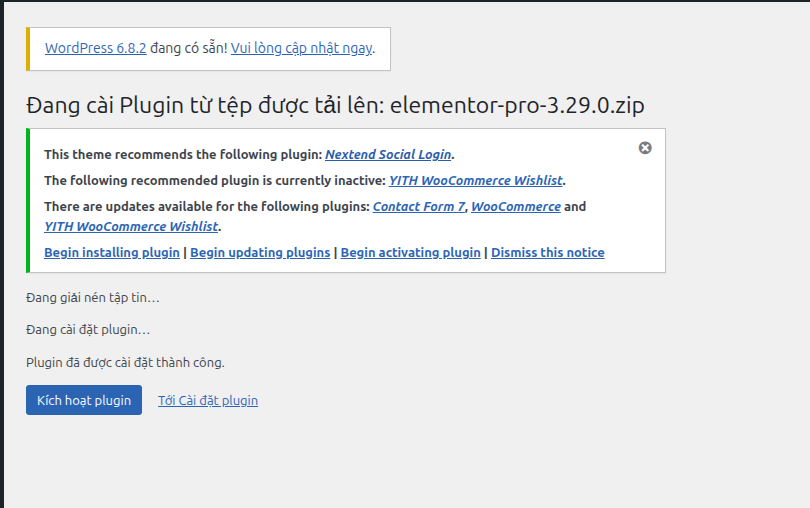 WordPress 6.8.2 đang có sẵn! Vui lòng cập nhật ngay.
Đang cài Plugin từ tệp được tải lên: elementor-pro-3.29.0.zip
This theme recommends the following plugin: Nextend Social Login.
The following recommended plugin is currently inactive: YITH WooCommerce Wishlist.
There are updates available for the following plugins: Contact Form 7, WooCommerce and
YITH WooCommerce Wishlist.
Begin installing plugin | Begin updating plugins | Begin activating plugin | Dismiss this notice
Đang giải nén tập tin…
Đang cài đặt plugin…
Plugin đã được cài đặt thành công.
Kích hoạt plugin Tới Cài đặt plugin